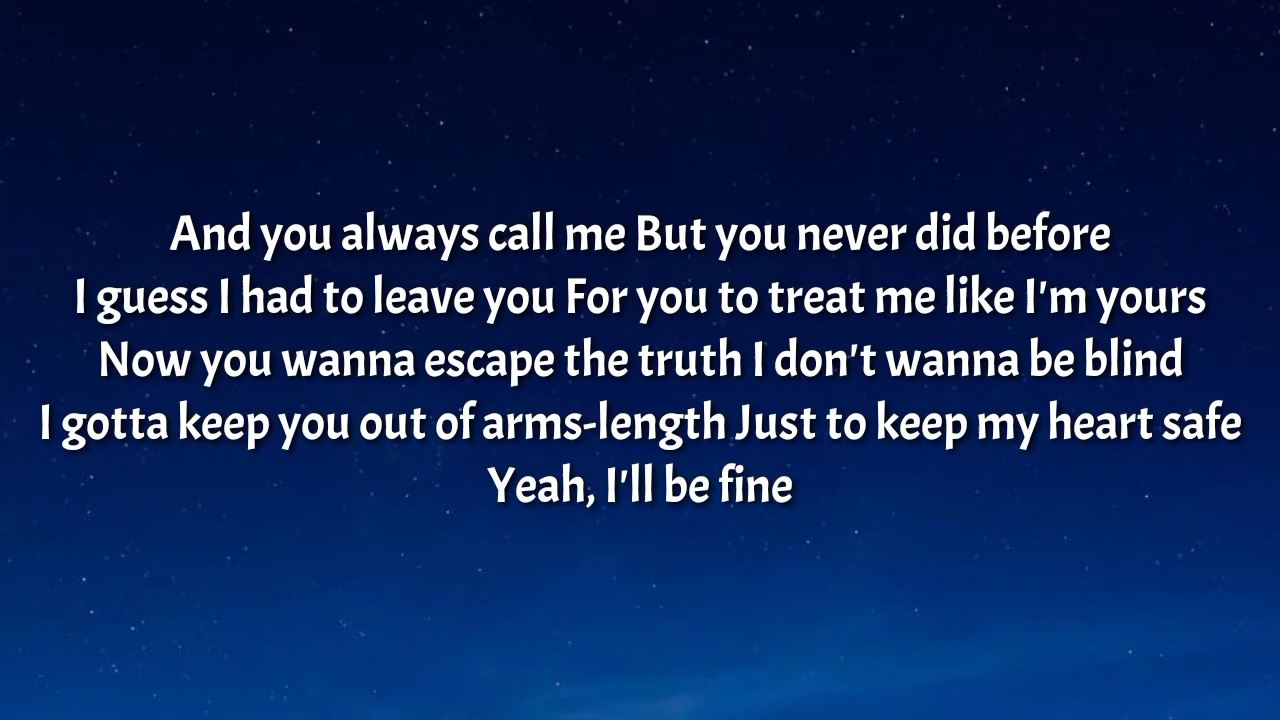 And you always call me But you never did before
I guess I had to leave you For you to treat me like I'm yours
Now you wanna escape the truth I don't wanna be blind
I gotta keep you out of arms-length Just to keep my heart safe
Yeah, I'll be fine